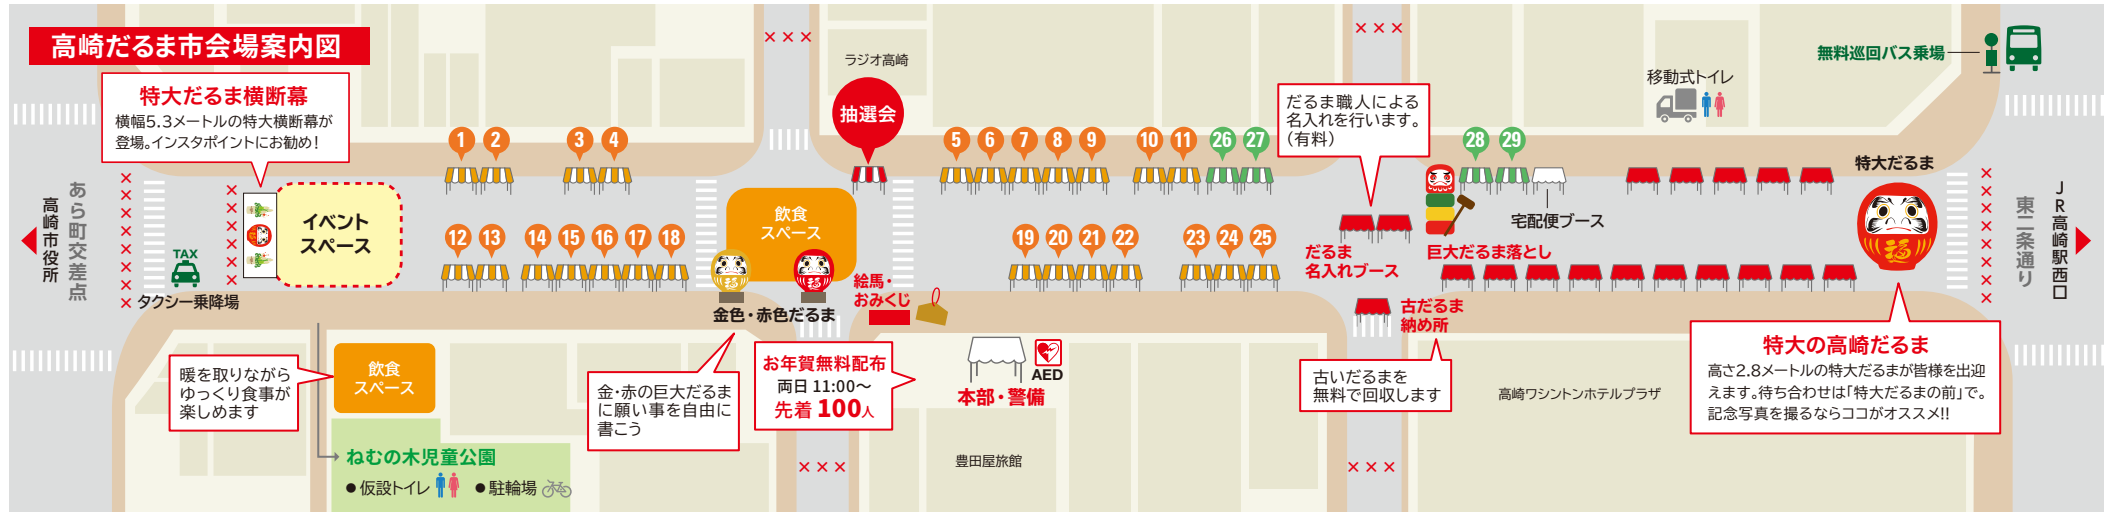 高崎だるま市会場案内図
特大だるま横断幕
横幅5.3メートルの特大横断幕が
登場。インスタポイントにお勧め!
高崎市役所
あら町交差点
TAX
タクシー乗降場
イベント
スペース
1
2
3
4
12
13
14
15
16
17
18
暖を取りながら
ゆっくり食事が
楽しめます
飲食
スペース
ねむの木児童公園
●仮設トイレ
●駐輪場
ラジオ高崎
抽選会
飲食
スペース
金色・赤色だるま
金・赤の巨大だるま
に願い事を自由に
書こう
絵馬・
おみくじ
お年賀無料配布
両日 11:00〜
先着 100人
本部・警備
AED
豊田屋旅館
5
6
7
8
9
10
11
26
27
19
20
21
22
23
24
25
だるま職人による
名入れを行います。
(有料)
だるま
名入れブース
巨大だるま落とし
28
29
宅配便ブース
古だるま
納め所
古いだるまを
無料で回収します
高崎ワシントンホテルプラザ
移動式トイレ
無料巡回バス乗場
特大だるま
福
特大の高崎だるま
高さ2.8メートルの特大だるまが皆様を出迎
えます。待ち合わせは「特大だるまの前」で。
記念写真を撮るならココがオススメ!!
東二条通り
JR高崎駅西口